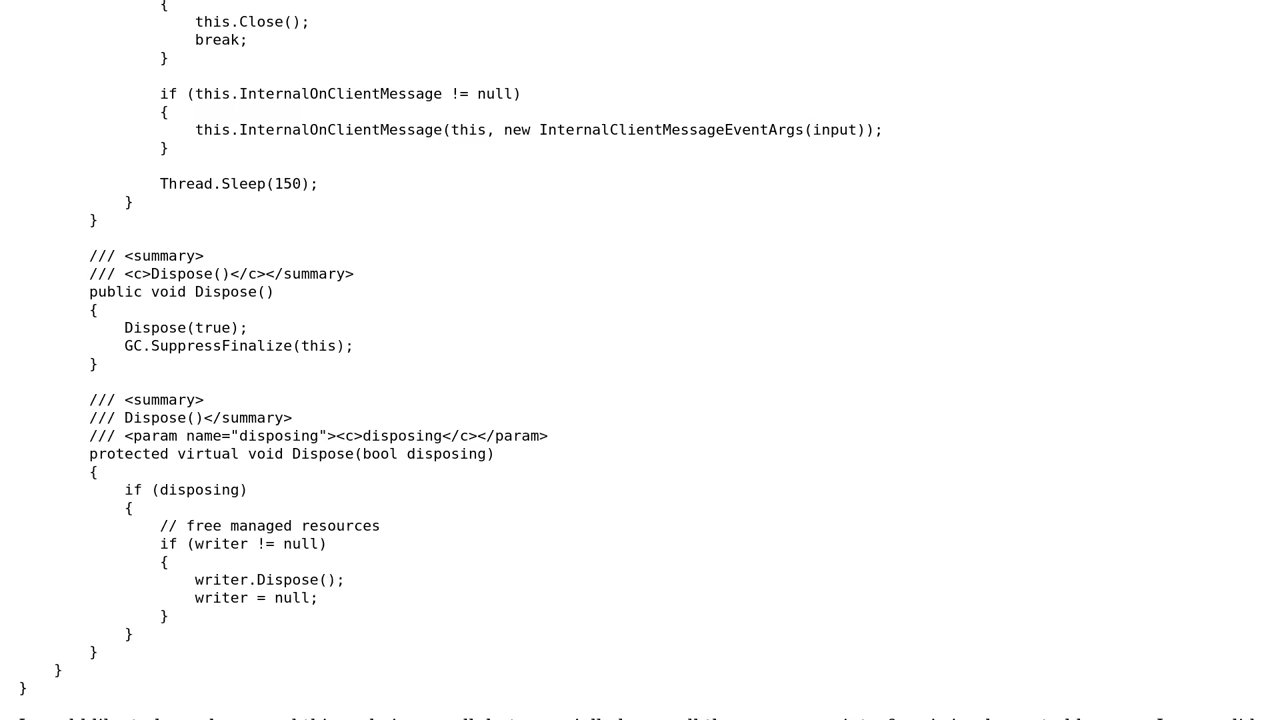 {
this.Close();
break;
}
if (this.InternalOnClientMessage != null)
{
this.InternalOnClientMessage(this, new InternalClientMessageEventArgs(input));
}
Thread.Sleep(150);
}
}
/// <summary>
/// <c>Dispose()</c></summary>
public void Dispose()
{
Dispose(true);
GC.SuppressFinalize(this);
}
/// <summary>
/// Dispose()</summary>
/// <param name="disposing"><c>disposing</c></param>
protected virtual void Dispose(bool disposing)
{
if (disposing)
{
// free managed resources
if (writer != null)
{
writer.Dispose();
writer = null;
}
}
}
}
}